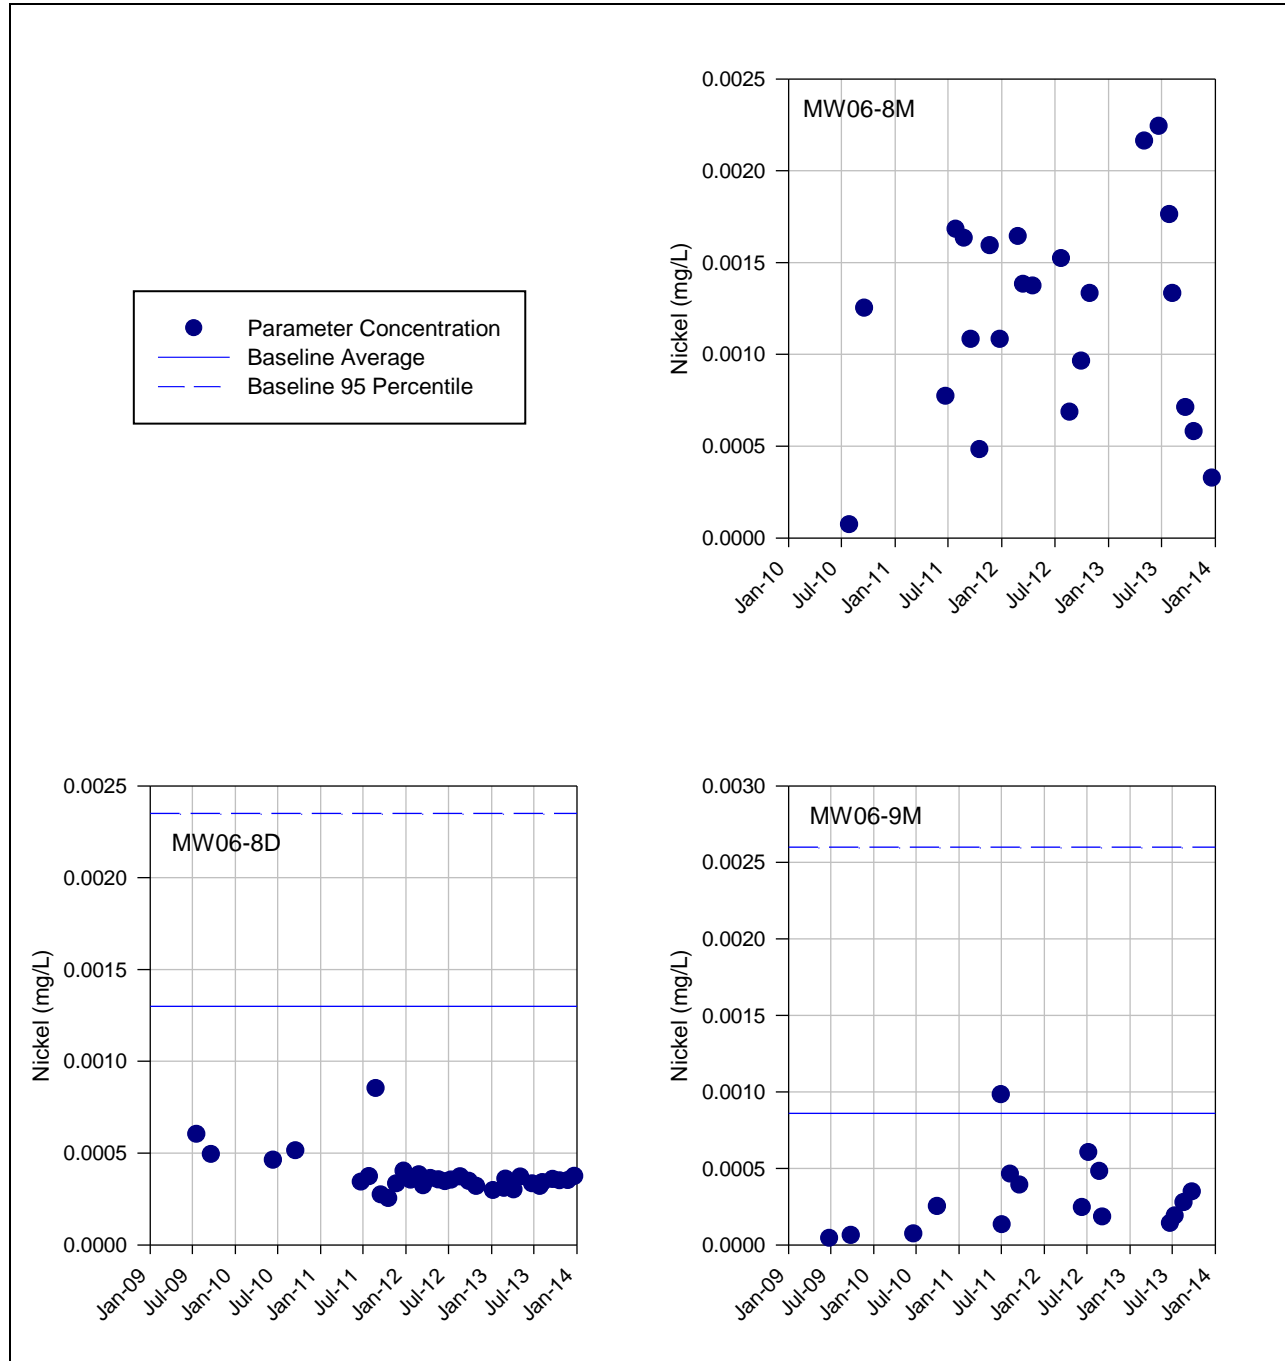 0.0025
MW06-8M
0.0020
0.0015
0.0010
0.0005
0.0000
Nickel (mg/L)
Jan-10
Jul-10
Jan-11
Jul-11
Jan-12
Jul-12
Jan-13
Jul-13
Jan-14
Parameter Concentration
Baseline Average
Baseline 95 Percentile
0.0025
MW06-8D
0.0020
0.0015
0.0010
0.0005
0.0000
Nickel (mg/L)
Jan-09
Jul-09
Jan-10
Jul-10
Jan-11
Jul-11
Jan-12
Jul-12
Jan-13
Jul-13
Jan-14
0.0030
MW06-9M
0.0025
0.0020
0.0015
0.0010
0.0005
0.0000
Nickel (mg/L)
Jan-09
Jul-09
Jan-10
Jul-10
Jan-11
Jul-11
Jan-12
Jul-12
Jan-13
Jul-13
Jan-14